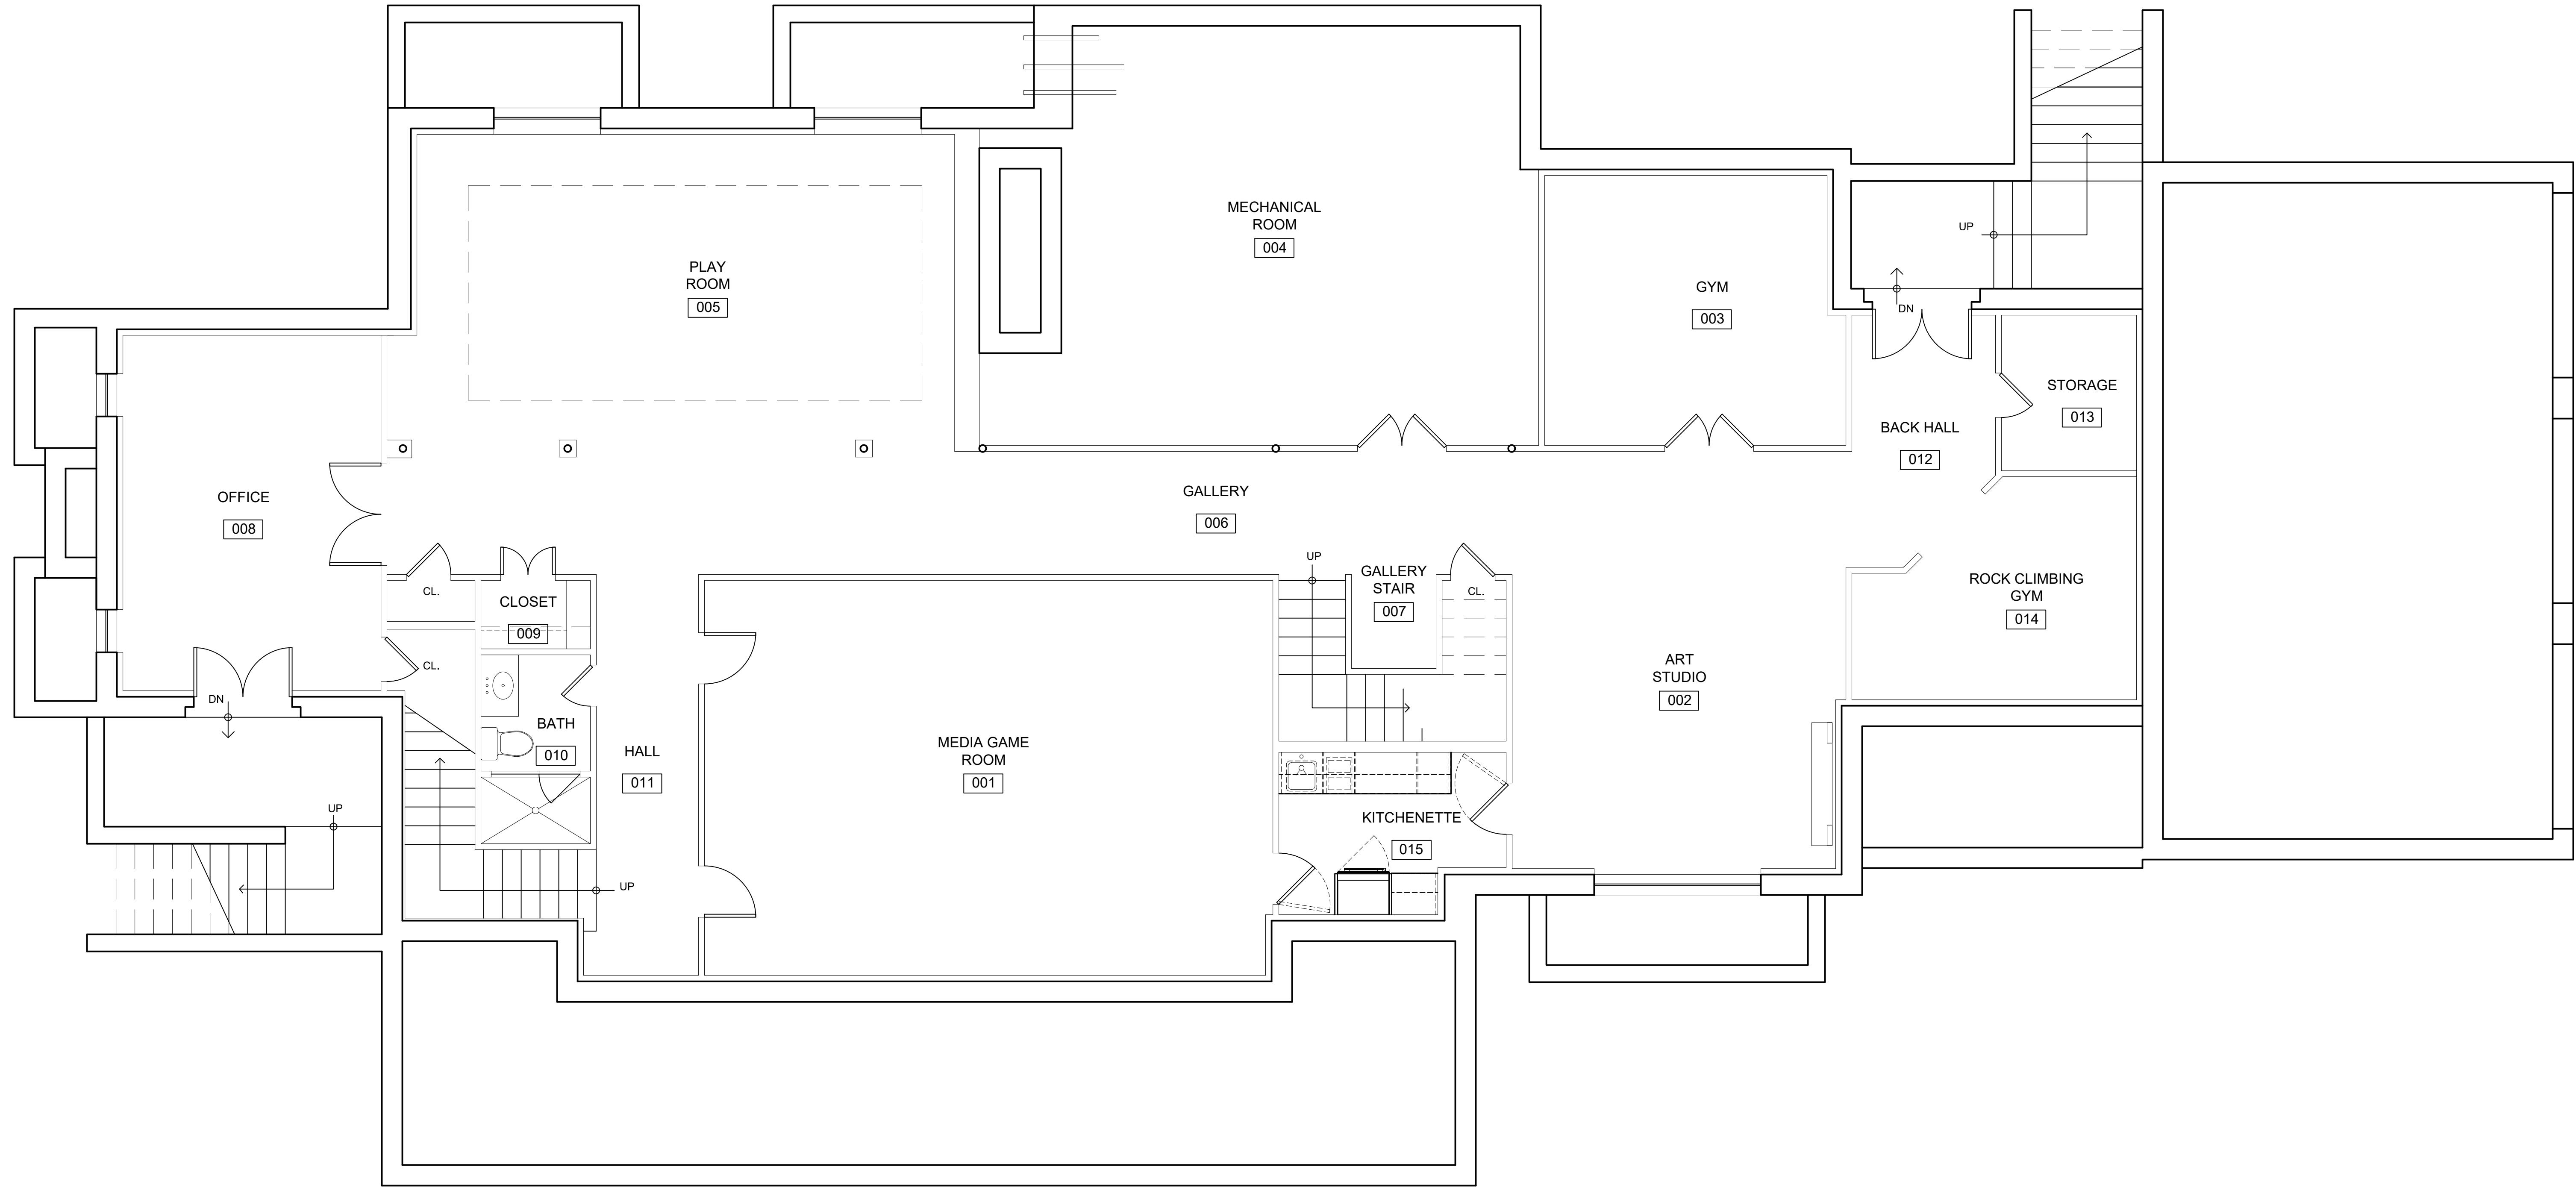 MECHANICAL
ROOM
004
PLAY
ROOM
005
GYM
003
UP
DN
STORAGE
013
BACK HALL
012
OFFICE
008
GALLERY
006
UP
GALLERY
STAIR
007
CL.
CL.
CLOSET
009
ROCK CLIMBING
GYM
014
CL.
ART
STUDIO
002
DN
BATH
010
HALL
011
MEDIA GAME
ROOM
001
UP
KITCHENETTE
015
UP